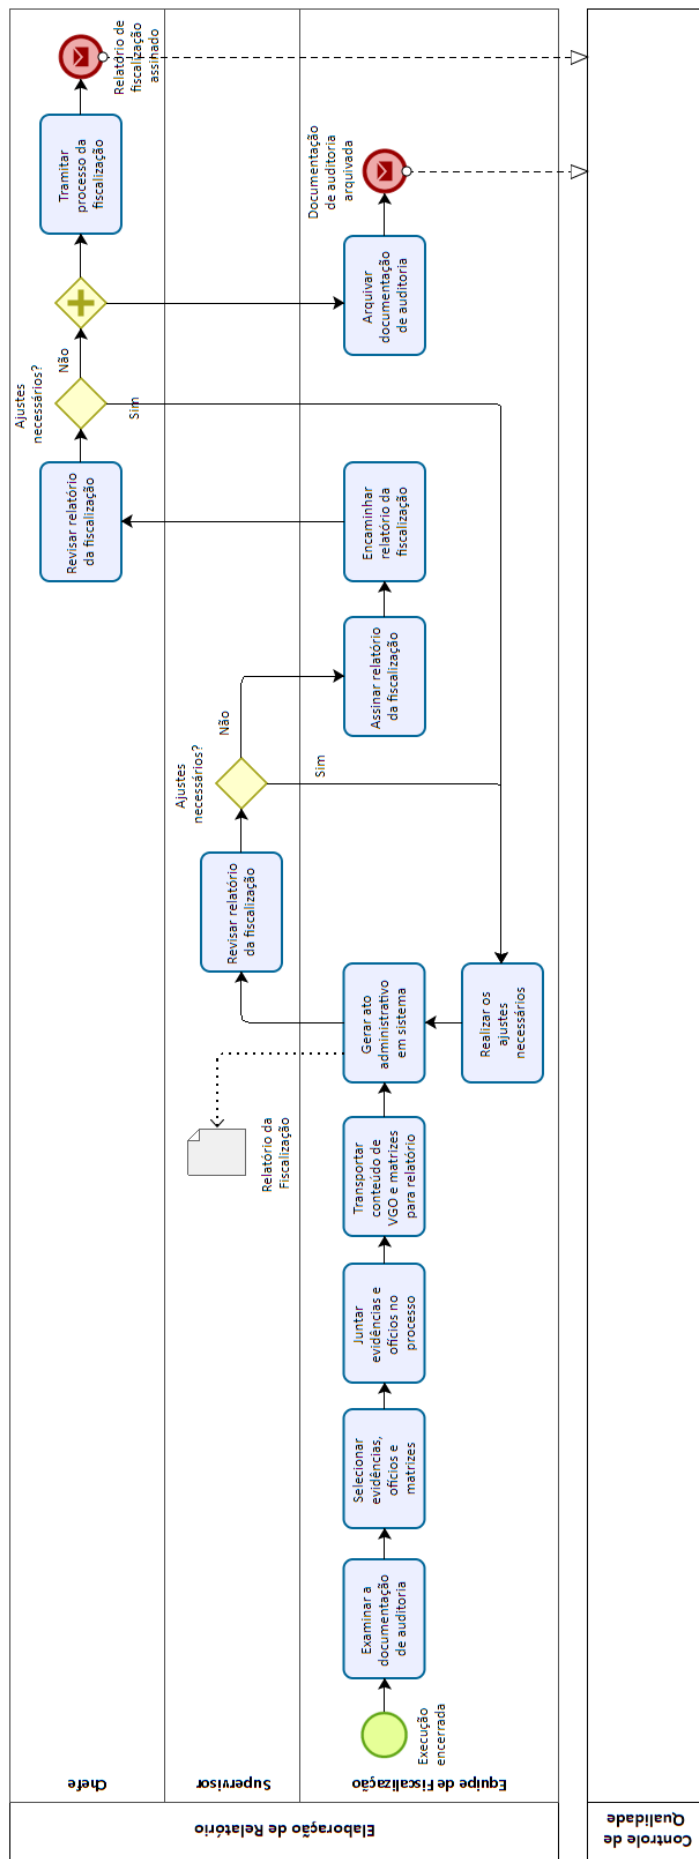 Elaboração de Relatório
Chefe
Supervisor
Equipe de Fiscalização
Controle de
Qualidade
Execução
encerrada
Examinar a
documentação
de auditoria
Selecionar
evidências,
ofícios e
matrizes
Juntar
evidências e
ofícios no
processo
Transportar
conteúdo de
VGO e matrizes
para relatório
Gerar ato
administrativo
em sistema
Relatório da
Fiscalização
Realizar os
ajustes
necessários
Revisar relatório
da fiscalização
Ajustes
necessários?
Sim
Não
Assinar relatório
da fiscalização
Encaminhar
relatório da
fiscalização
Revisar relatório
da fiscalização
Ajustes
necessários?
Sim
Não
Arquivar
documentação
de auditoria
Documentação
de auditoria
arquivada
Tramitar
processo da
fiscalização
Relatório de
fiscalização
assinado